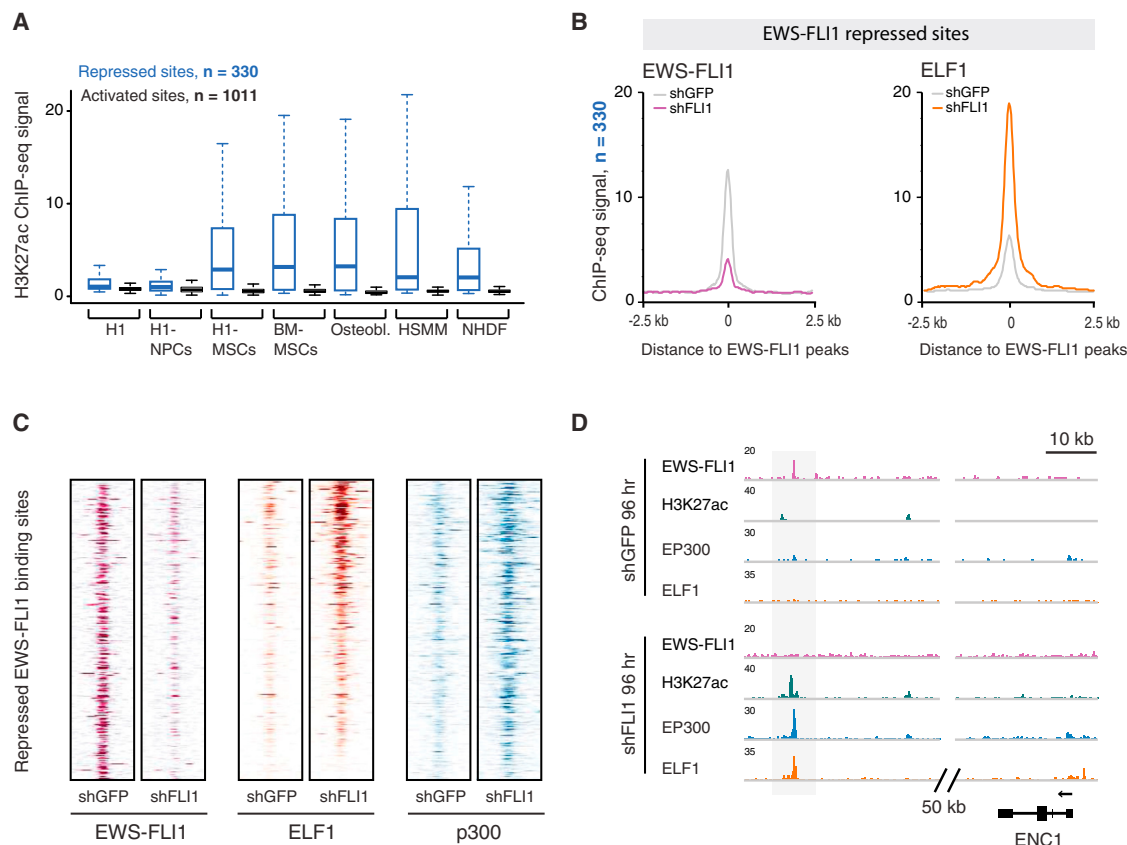 A
Repressed sites, n = 330
Activated sites, n = 1011
H3K27ac ChIP-seq signal
20
10
0
H1
H1-NPCs
H1-MSCs
BM-MSCs
Osteobl.
HSMM
NHDF
B
EWS-FLI1 repressed sites
EWS-FLI1
shGFP
shFLI1
ChIP-seq signal, n = 330
20
10
0
-2.5 kb
0
2.5 kb
Distance to EWS-FLI1 peaks
ELF1
shGFP
shFLI1
20
10
0
-2.5 kb
0
2.5 kb
Distance to EWS-FLI1 peaks
C
Repressed EWS-FLI1 binding sites
shGFP
shFLI1
shGFP
shFLI1
shGFP
shFLI1
EWS-FLI1
ELF1
p300
D
10 kb
shGFP 96 hr
20
EWS-FLI1
40
H3K27ac
30
EP300
35
ELF1
shFLI1 96 hr
20
EWS-FLI1
40
H3K27ac
30
EP300
35
ELF1
50 kb
ENC1